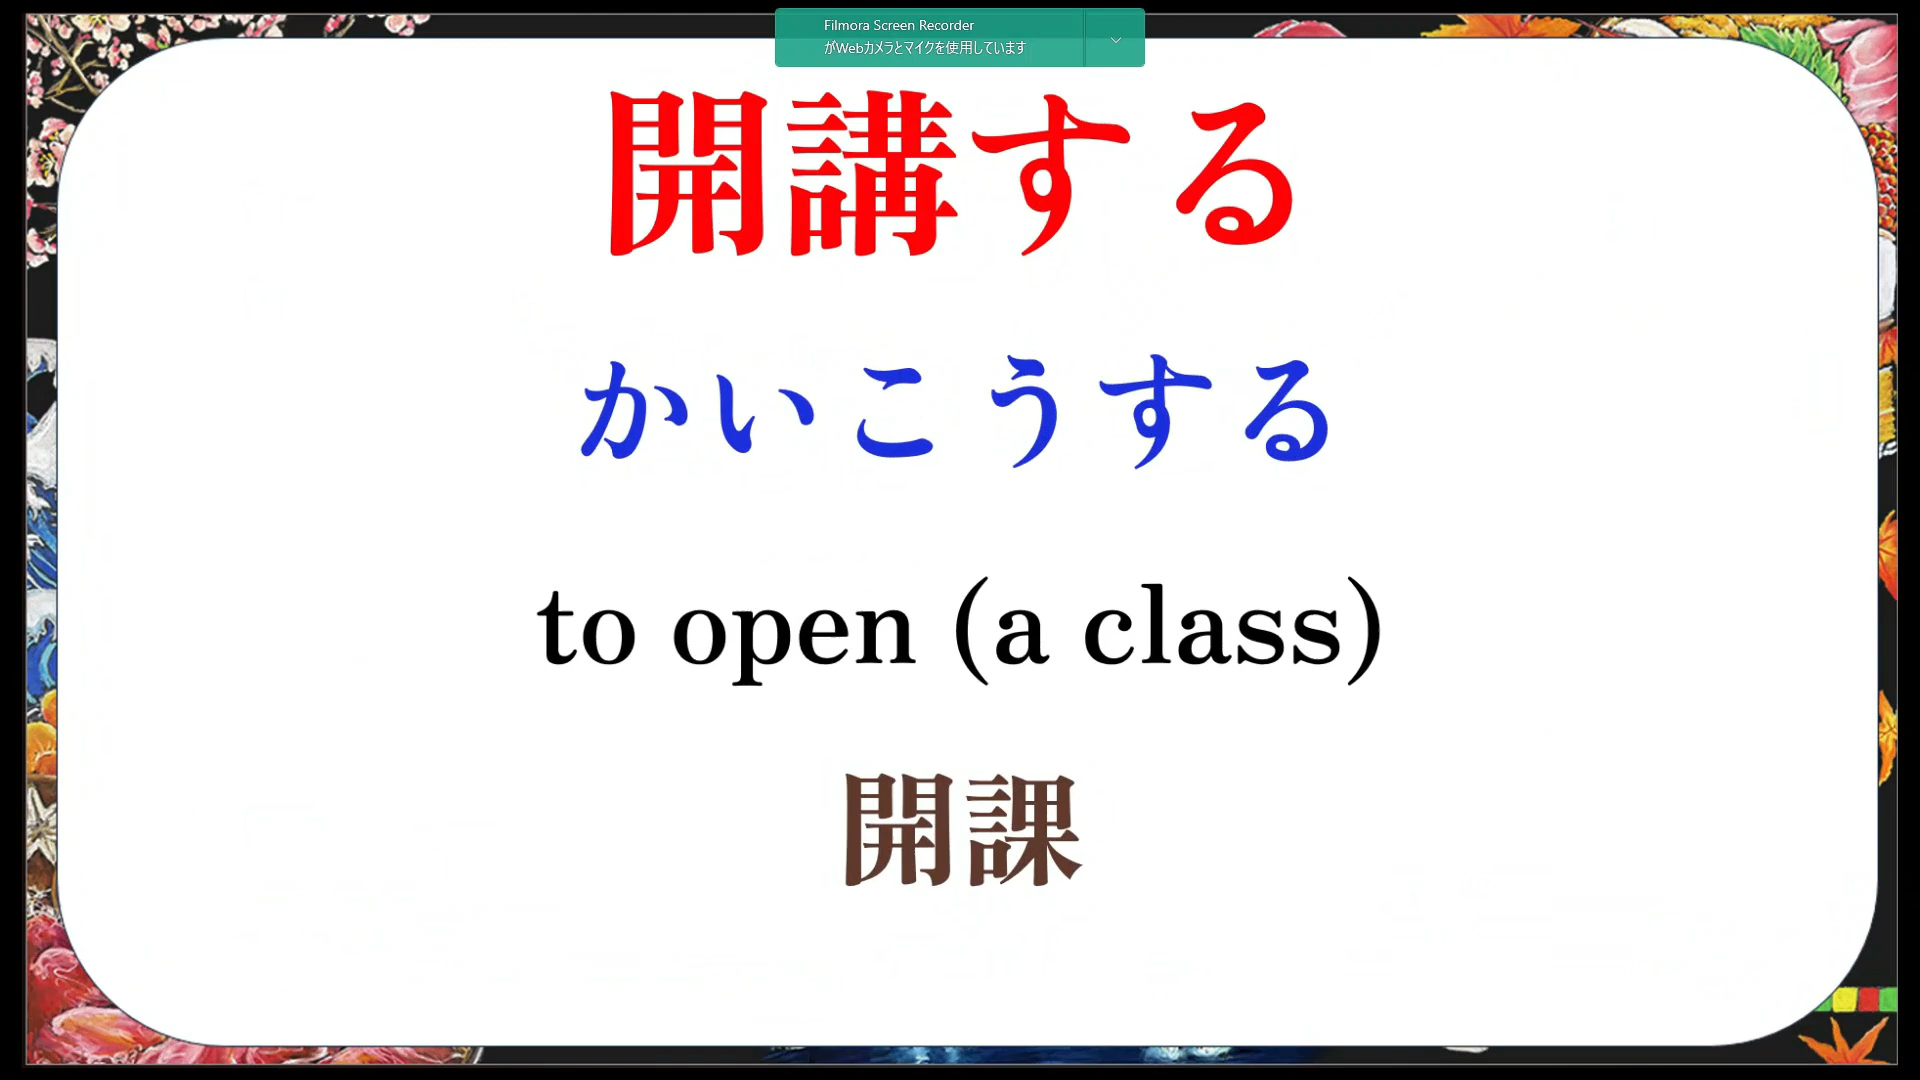 Filmora Screen Recorder
がWebカメラとマイクを使用しています
開講する
かいこうする
to open (a class)
開課